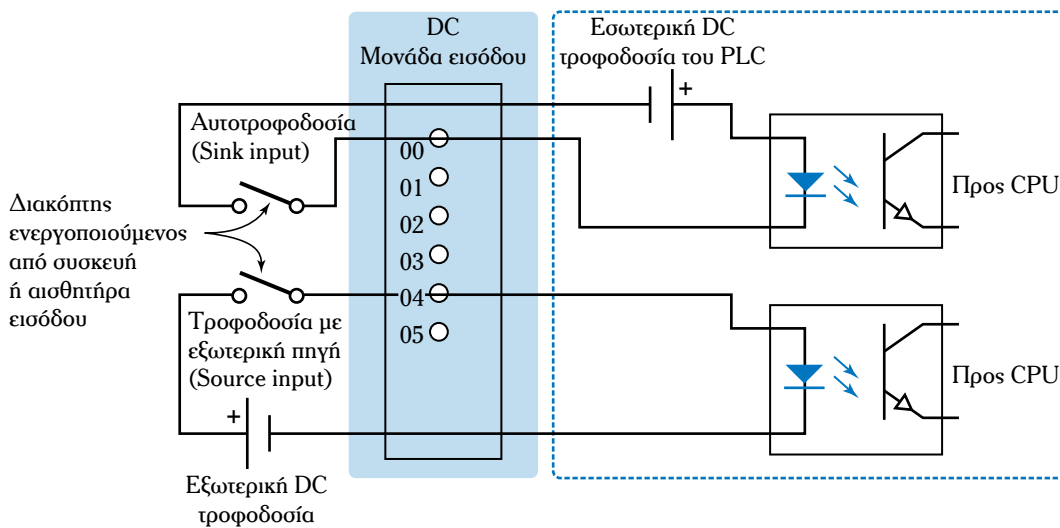 DC
Μονάδα εισόδου
Εσωτερική DC
τροφοδοσία του PLC
+
Αυτοτροφοδοσία
(Sink input)
00
01
02
03
04
05
Προς CPU
Διακόπτης
ενεργοποιούμενος
από συσκευή
ή αισθητήρα
εισόδου
Τροφοδοσία με
εξωτερική πηγή
(Source input)
+
Προς CPU
Εξωτερική DC
τροφοδοσία